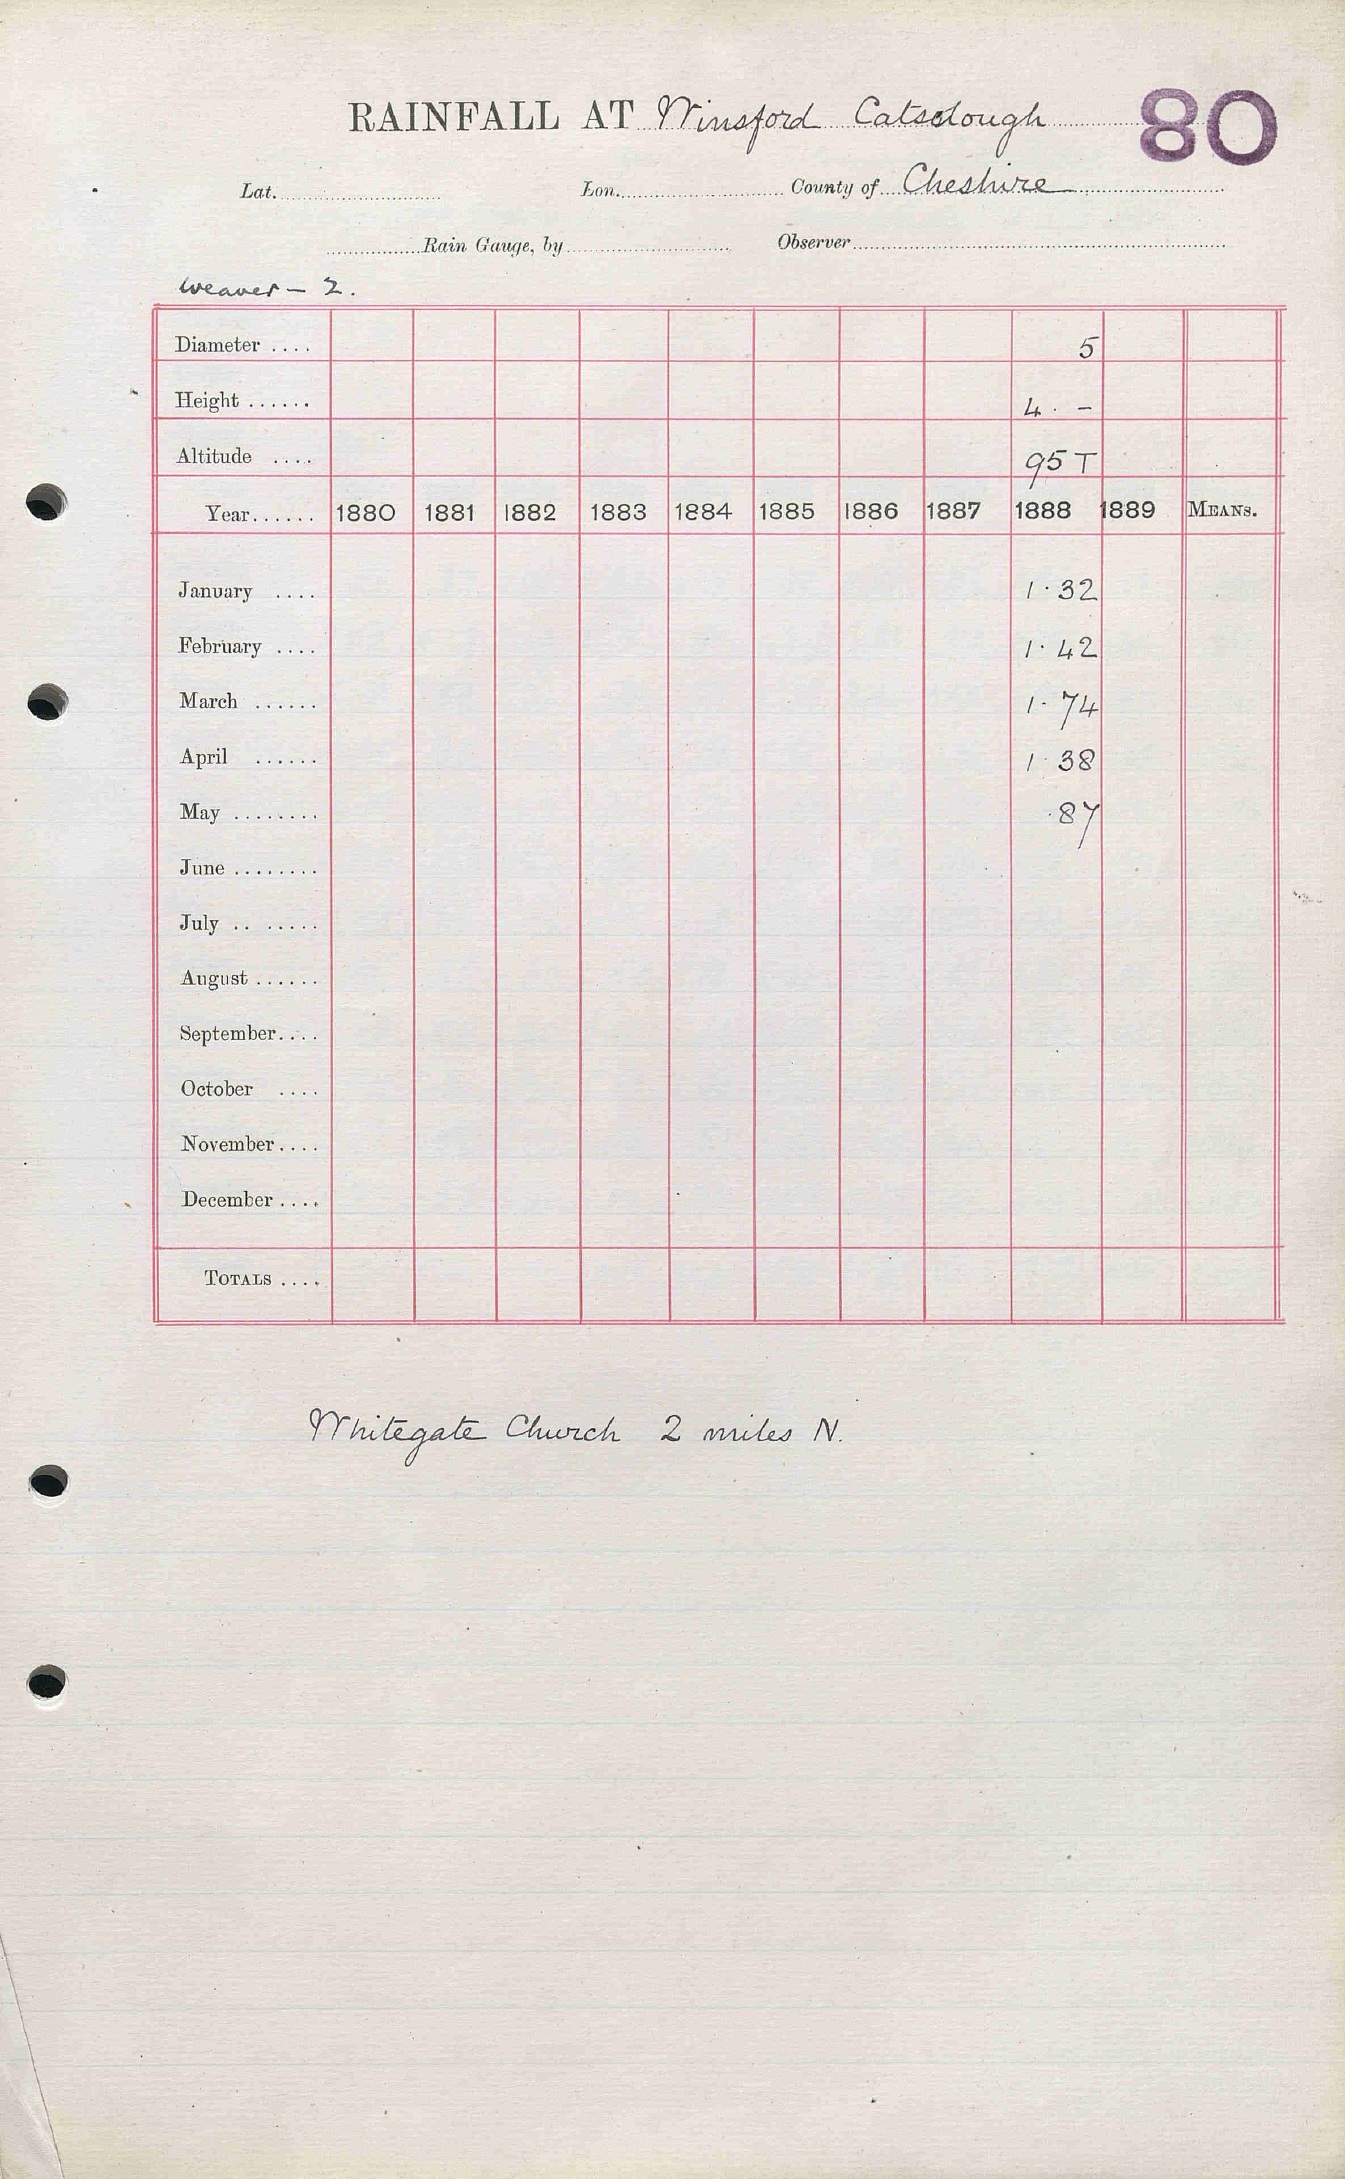 RAINFALL AT Winsford Catsclough 80
Lat. Lon. County of Cheshire
Rain Gauge, by Observer
Weaver – 2.
Diameter .... 5
Height ...... 4. –
Altitude .... 95 T
Year...... 1880 1881 1882 1883 1884 1885 1886 1887 1888 1889 MEANS.
January .... 1.32
February .... 1.42
March ...... 1.74
April ...... 1 38
May ........ .87
June ........
July .. .....
August ......
September....
October ....
November....
December ....
TOTALS ....
Whitegate Church 2 miles N.